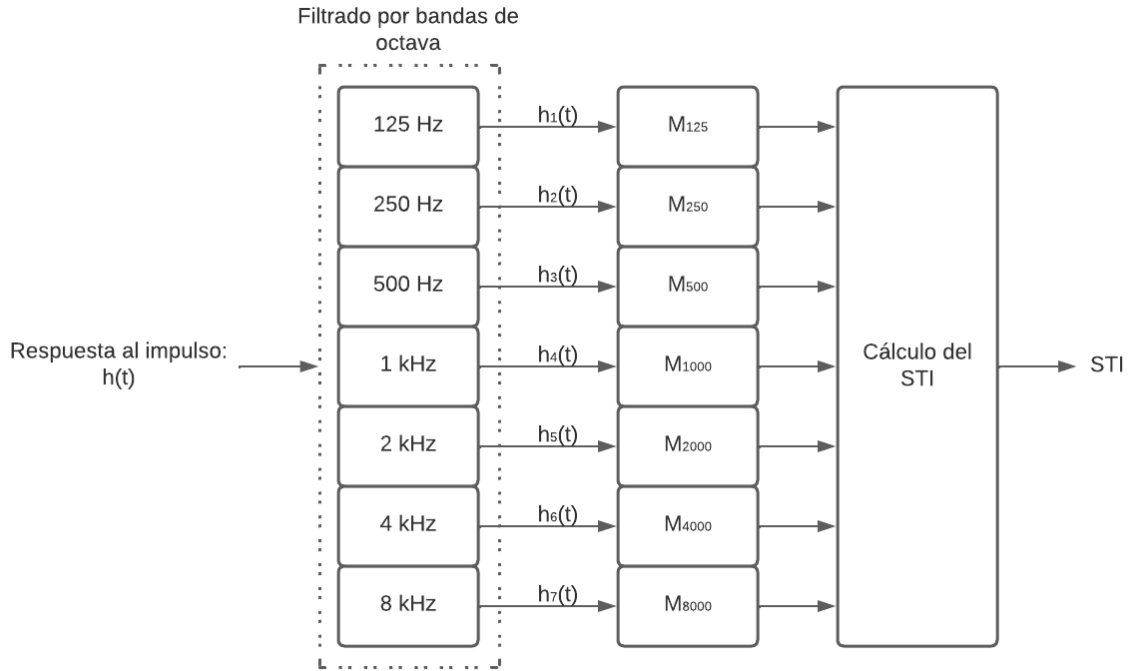 Filtrado por bandas de
octava
125 Hz
h1(t)
M125
250 Hz
h2(t)
M250
500 Hz
h3(t)
M500
Respuesta al impulso:
h(t)
1 kHz
h4(t)
M1000
Cálculo del
STI
STI
2 kHz
h5(t)
M2000
4 kHz
h6(t)
M4000
8 kHz
h7(t)
M8000